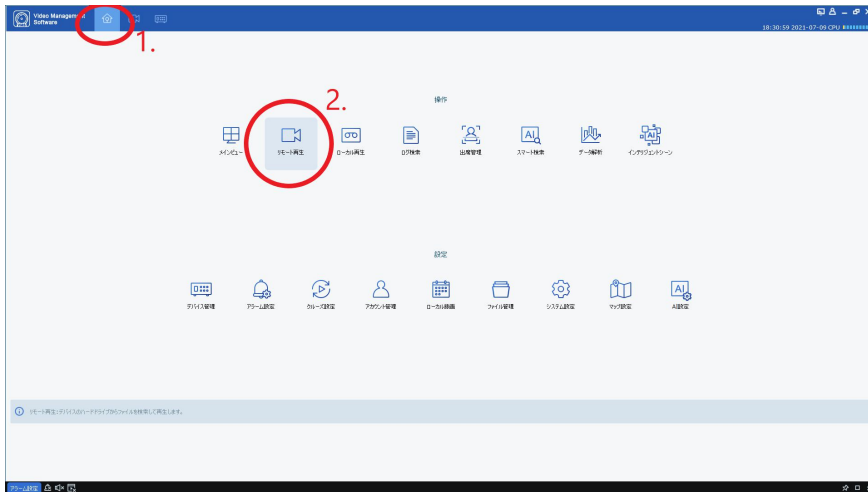 Video Management
Software
18:30:59 2021-07-09 CPU
1.
2.
操作
メインビュー
リモート再生
ローカル再生
ログ検索
出席管理
スマート検索
データ解析
インテリジェントシーン
設定
デバイス管理
アラーム設定
クルーズ設定
アカウント管理
ローカル録画
ファイル管理
システム設定
マップ設定
AI設定
リモート再生:デバイスのハードドライブからファイルを検索して再生します。
アラーム設定